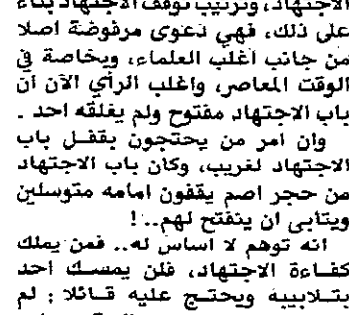 الاجتهاد، وترتيب توقف الاجتهاد بناء
على ذلك، فهي دعوى مرفوضة اصلا
من جانب اغلب العلماء، وبخاصة في
الوقت المعاصر، واغلب الرأي الآن أن
باب الاجتهاد مفتوح ولم يغلقه احد .
وان امر من يحتجون بقفل باب
الاجتهاد لغريب، وكأن باب الاجتهاد
من حجر اصم يقفون امامه متوسلين
ويتأبى ان ينفتح لهم..!
انه توهم لا اساس له.. فمن يملك
كفاءة الاجتهاد، فلن يمسك احد
بتلابيبه ويحتج عليه قائلا : لم